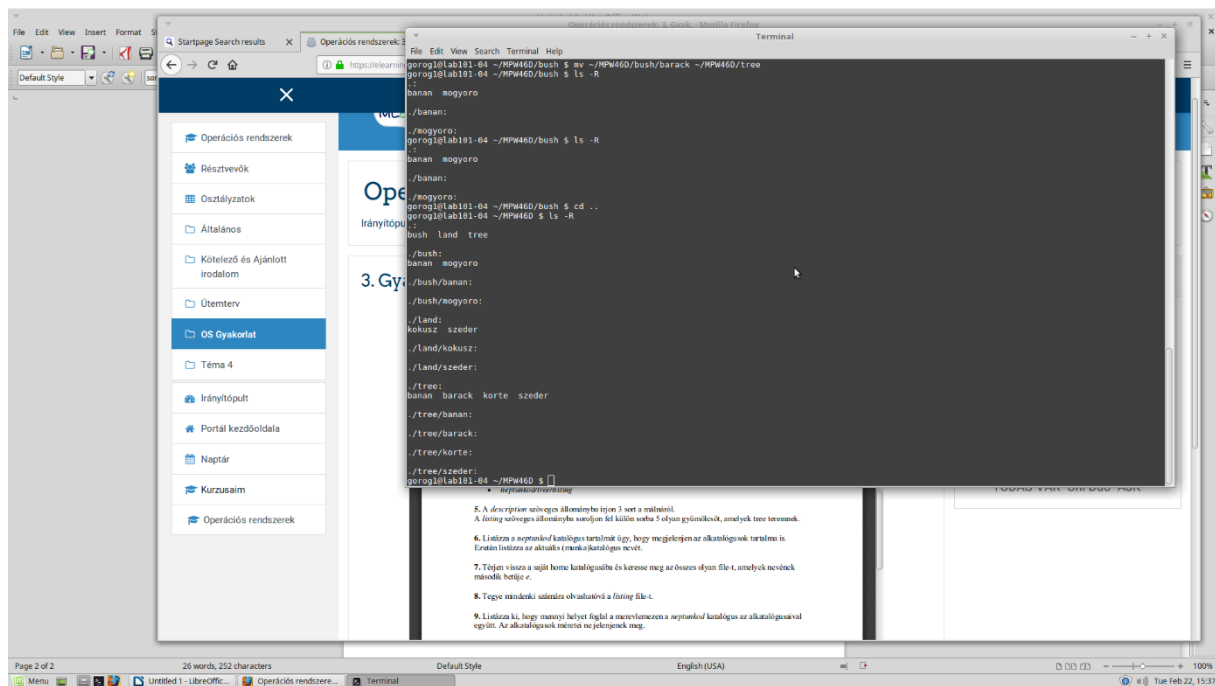 File Edit View Insert Format
Default Style
Operációs rendszerek: 3. Gyak. - Mozilla Firefox
Startpage Search results
Operációs rendszerek: 3
https://elearnin
Operációs rendszerek
Résztvevők
Osztályzatok
Általános
Kötelező és Ajánlott
irodalom
Ütemterv
OS Gyakorlat
Téma 4
Irányítópult
Portál kezdőoldala
Naptár
Kurzusaim
Operációs rendszerek
Ope
Irányítópu
3. Gya
Terminal
File Edit View Search Terminal Help
gorog1@lab101-04 ~/MPW46D/bush $ mv ~/MPW46D/bush/barack ~/MPW46D/tree
gorog1@lab101-04 ~/MPW46D/bush $ ls -R
.:
banan mogyoro
./banan:
./mogyoro:
gorog1@lab101-04 ~/MPW46D/bush $ ls -R
.:
banan mogyoro
./banan:
./mogyoro:
gorog1@lab101-04 ~/MPW46D/bush $ cd ..
gorog1@lab101-04 ~/MPW46D $ ls -R
.:
bush land tree
./bush:
banan mogyoro
./bush/banan:
./bush/mogyoro:
./land:
kokusz szeder
./land/kokusz:
./land/szeder:
./tree:
banan barack korte szeder
./tree/banan:
./tree/barack:
./tree/korte:
./tree/szeder:
gorog1@lab101-04 ~/MPW46D $
5. A description szöveges állományba írjon 3 sort a málnáról.
A listing szöveges állományba soroljon fel külön sorba 5 olyan gyümölcsöt, amelyek tree teremnek.
6. Listázza a neptunkod katalógus tartalmát úgy, hogy megjelenjen az alkatalógusok tartalma is.
Ezután listázza az aktuális (munka)katalógus nevét.
7. Térjen vissza a saját home katalógusába és keresse meg az összes olyan file-t, amelyek nevének
második betűje e.
8. Tegye mindenki számára olvashatóvá a listing file-t.
9. Listázza ki, hogy mennyi helyet foglal a merevlemezen a neptunkod katalógus az alkatalógusaival
együtt. Az alkatalógusok méretei ne jelenjenek meg.
Page 2 of 2
26 words, 252 characters
Default Style
English (USA)
100%
Menu
Untitled 1 - LibreOffic...
Operációs rendszere...
Terminal
Tue Feb 22, 15:37